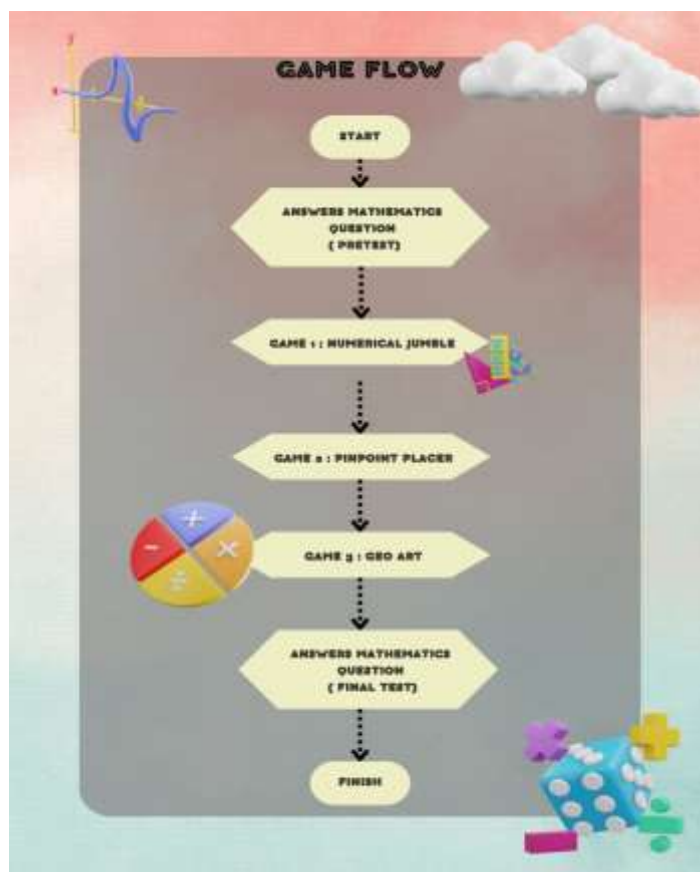 GAME FLOW
START
ANSWERS MATHEMATICS
QUESTION
( PRETEST)
GAME 1 : NUMERICAL JUMBLE
GAME 2 : PINPOINT PLACER
GAME 3 : GEO ART
ANSWERS MATHEMATICS
QUESTION
( FINAL TEST)
FINISH